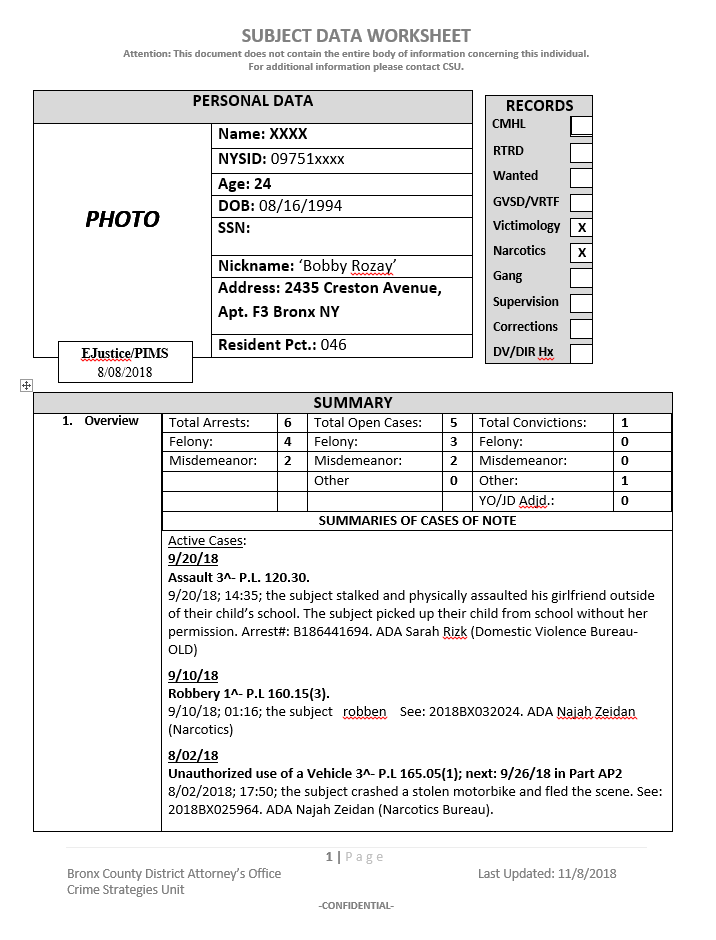 SUBJECT DATA WORKSHEET
Attention: This document does not contain the entire body of information concerning this individual.
For additional information please contact CSU.
PERSONAL DATA
PHOTO
Name: XXXX
NYSID: 09751xxxx
Age: 24
DOB: 08/16/1994
SSN:
Nickname: ‘Bobby Rozay’
Address: 2435 Creston Avenue,
Apt. F3 Bronx NY
Resident Pct.: 046
EJustice/PIMS
8/08/2018
RECORDS
CMHL
RTRD
Wanted
GVSD/VRTF
Victimology X
Narcotics X
Gang
Supervision
Corrections
DV/DIR Hx
SUMMARY
1. Overview
Total Arrests: 6 Total Open Cases: 5 Total Convictions: 1
Felony: 4 Felony: 3 Felony: 0
Misdemeanor: 2 Misdemeanor: 2 Misdemeanor: 0
Other 0 Other: 1
YO/JD Adjd.: 0
SUMMARIES OF CASES OF NOTE
Active Cases:
9/20/18
Assault 3^- P.L. 120.30.
9/20/18; 14:35; the subject stalked and physically assaulted his girlfriend outside
of their child’s school. The subject picked up their child from school without her
permission. Arrest#: B186441694. ADA Sarah Rizk (Domestic Violence Bureau-
OLD)
9/10/18
Robbery 1^- P.L 160.15(3).
9/10/18; 01:16; the subject robben See: 2018BX032024. ADA Najah Zeidan
(Narcotics)
8/02/18
Unauthorized use of a Vehicle 3^- P.L 165.05(1); next: 9/26/18 in Part AP2
8/02/2018; 17:50; the subject crashed a stolen motorbike and fled the scene. See:
2018BX025964. ADA Najah Zeidan (Narcotics Bureau).
1 | Page
Bronx County District Attorney’s Office Last Updated: 11/8/2018
Crime Strategies Unit
-CONFIDENTIAL-